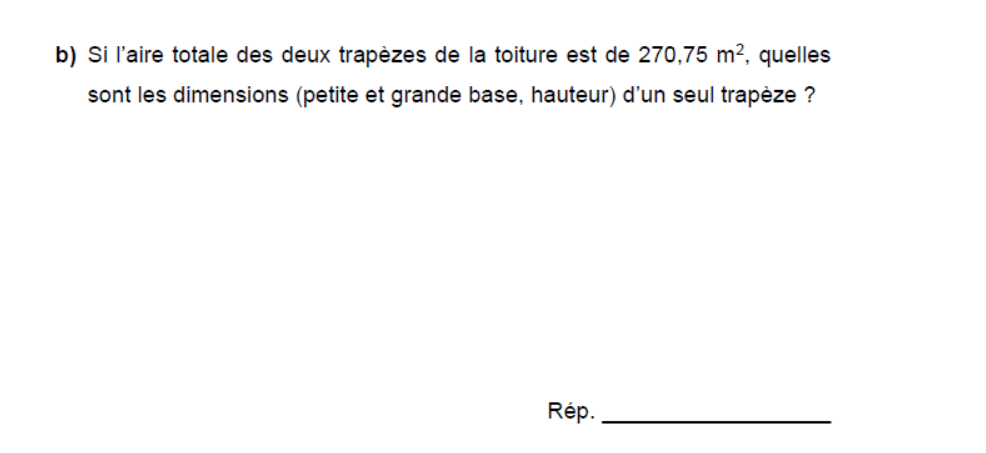 b) Si l'aire totale des deux trapèzes de la toiture est de 270,75 m², quelles
sont les dimensions (petite et grande base, hauteur) d'un seul trapèze ?
Rép. ____________________